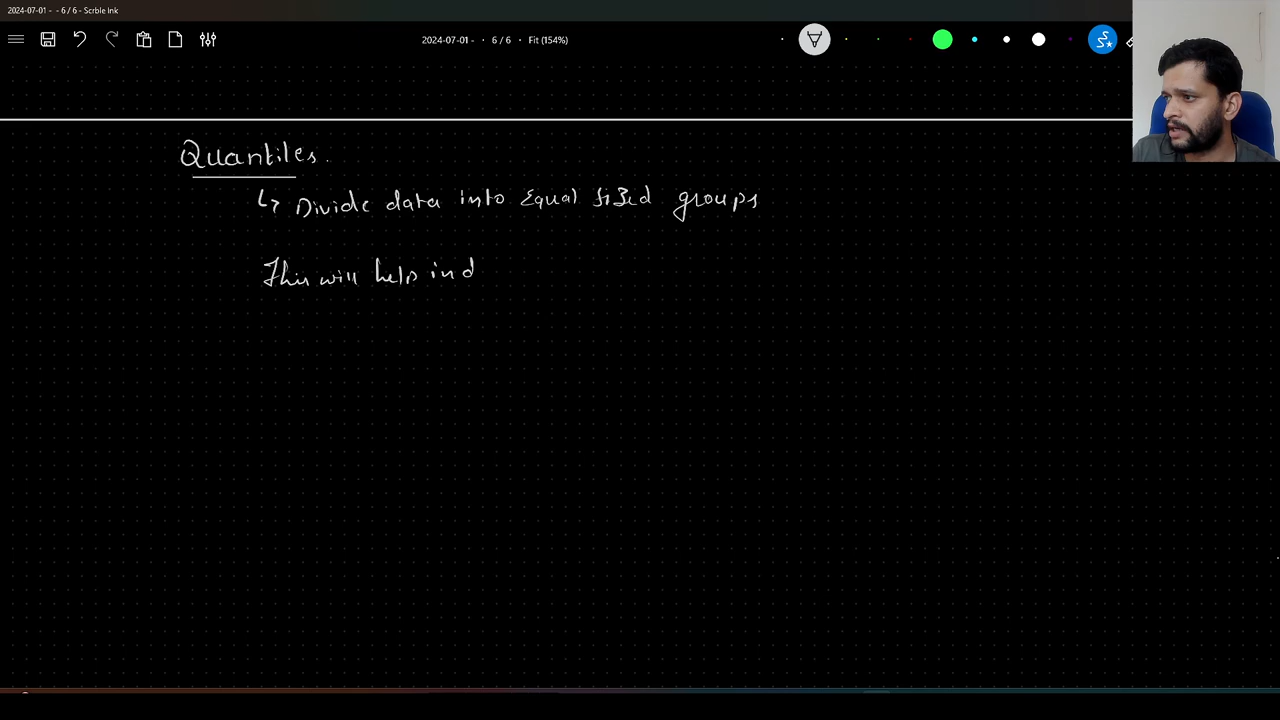 2024-07-01 - - 6 / 6 - Scrble Ink
2024-07-01 - • 6 / 6 • Fit (154%)
Quantiles.
↳ Divide data into Equal sized groups
This will help in d